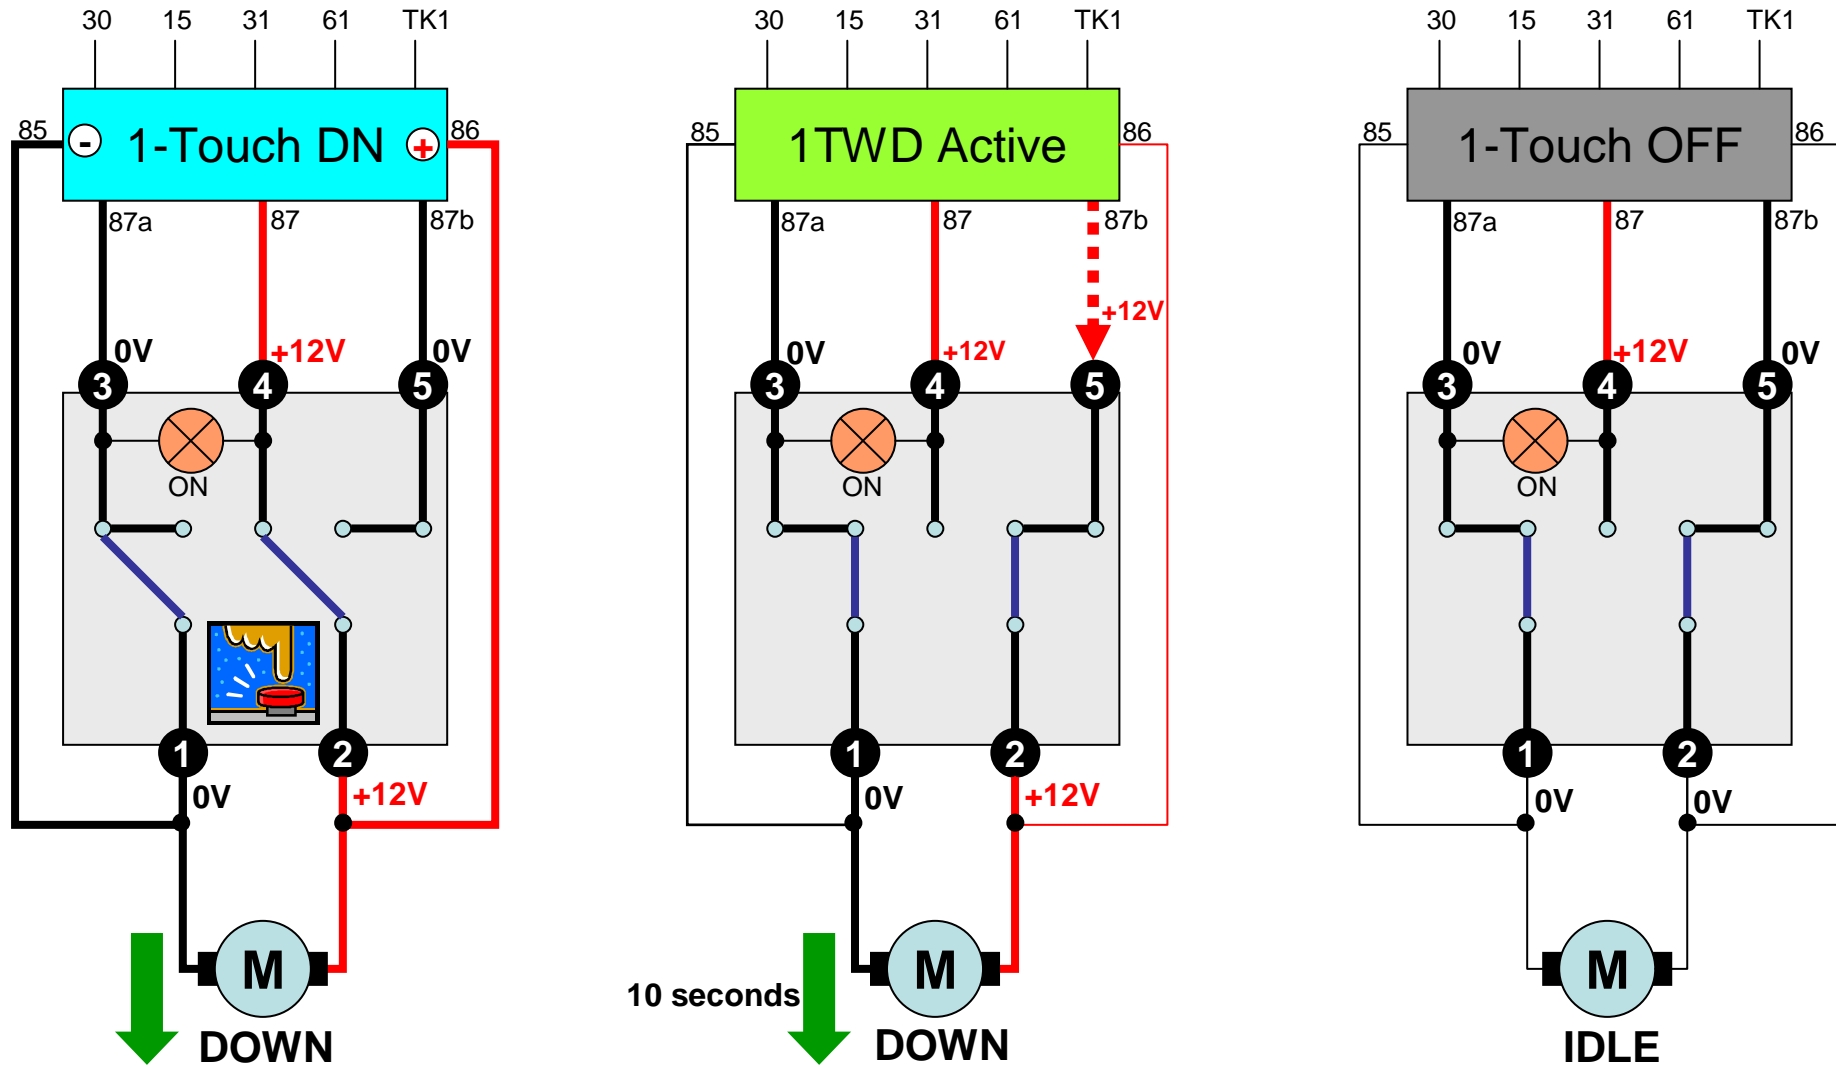 30 15 31 61 TK1
85 - 1-Touch DN + 86
87a 87 87b
0V +12V 0V
3 4 5
ON
1 2
0V +12V
M
DOWN
30 15 31 61 TK1
85 1TWD Active 86
87a 87 87b
+12V
0V +12V
3 4 5
ON
1 2
0V +12V
M
10 seconds
DOWN
30 15 31 61 TK1
85 1-Touch OFF 86
87a 87 87b
0V +12V 0V
3 4 5
ON
1 2
0V 0V
M
IDLE